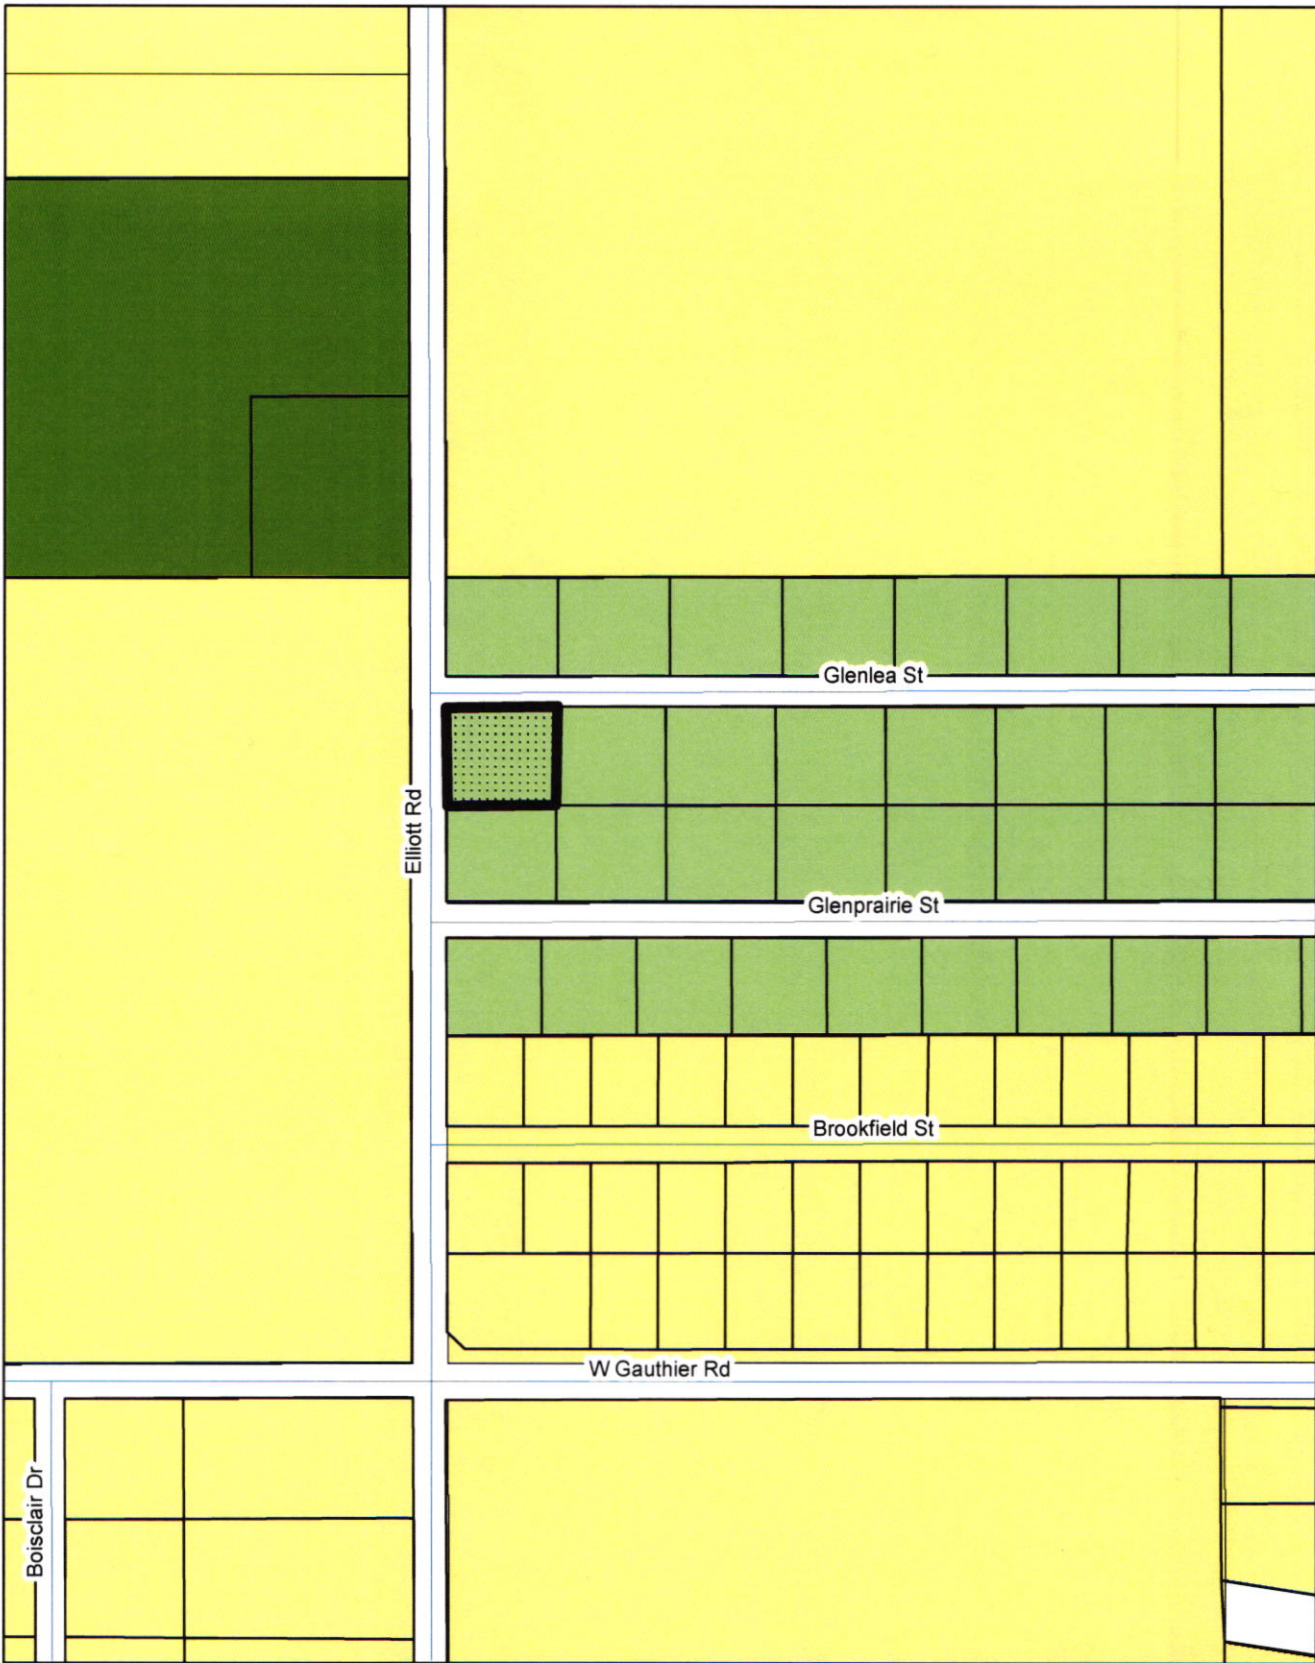 Glenlea St
Elliott Rd
Glenprairie St
Brookfield St
W Gauthier Rd
Boisclair Dr